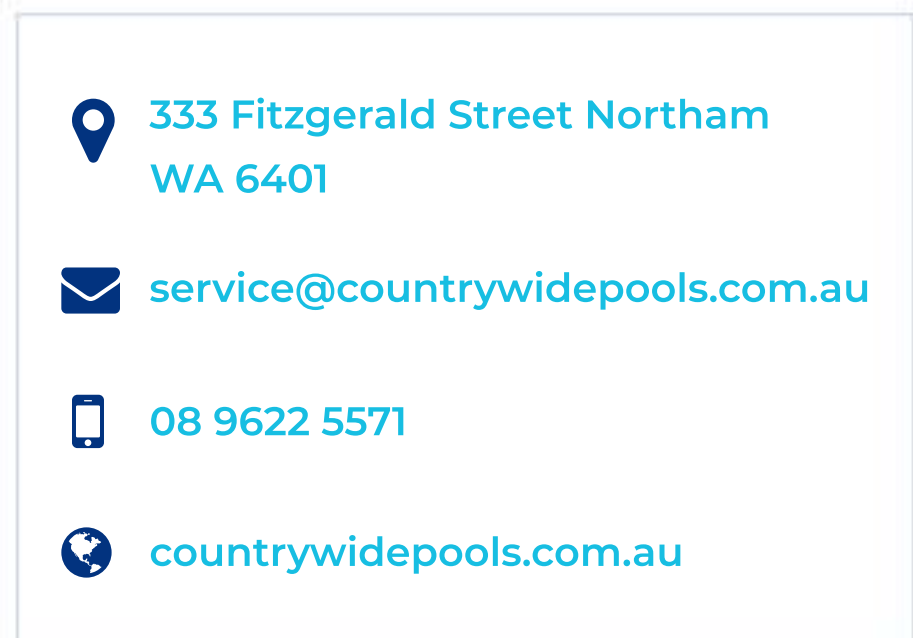 333 Fitzgerald Street Northam
WA 6401
service@countrywidepools.com.au
08 9622 5571
countrywidepools.com.au